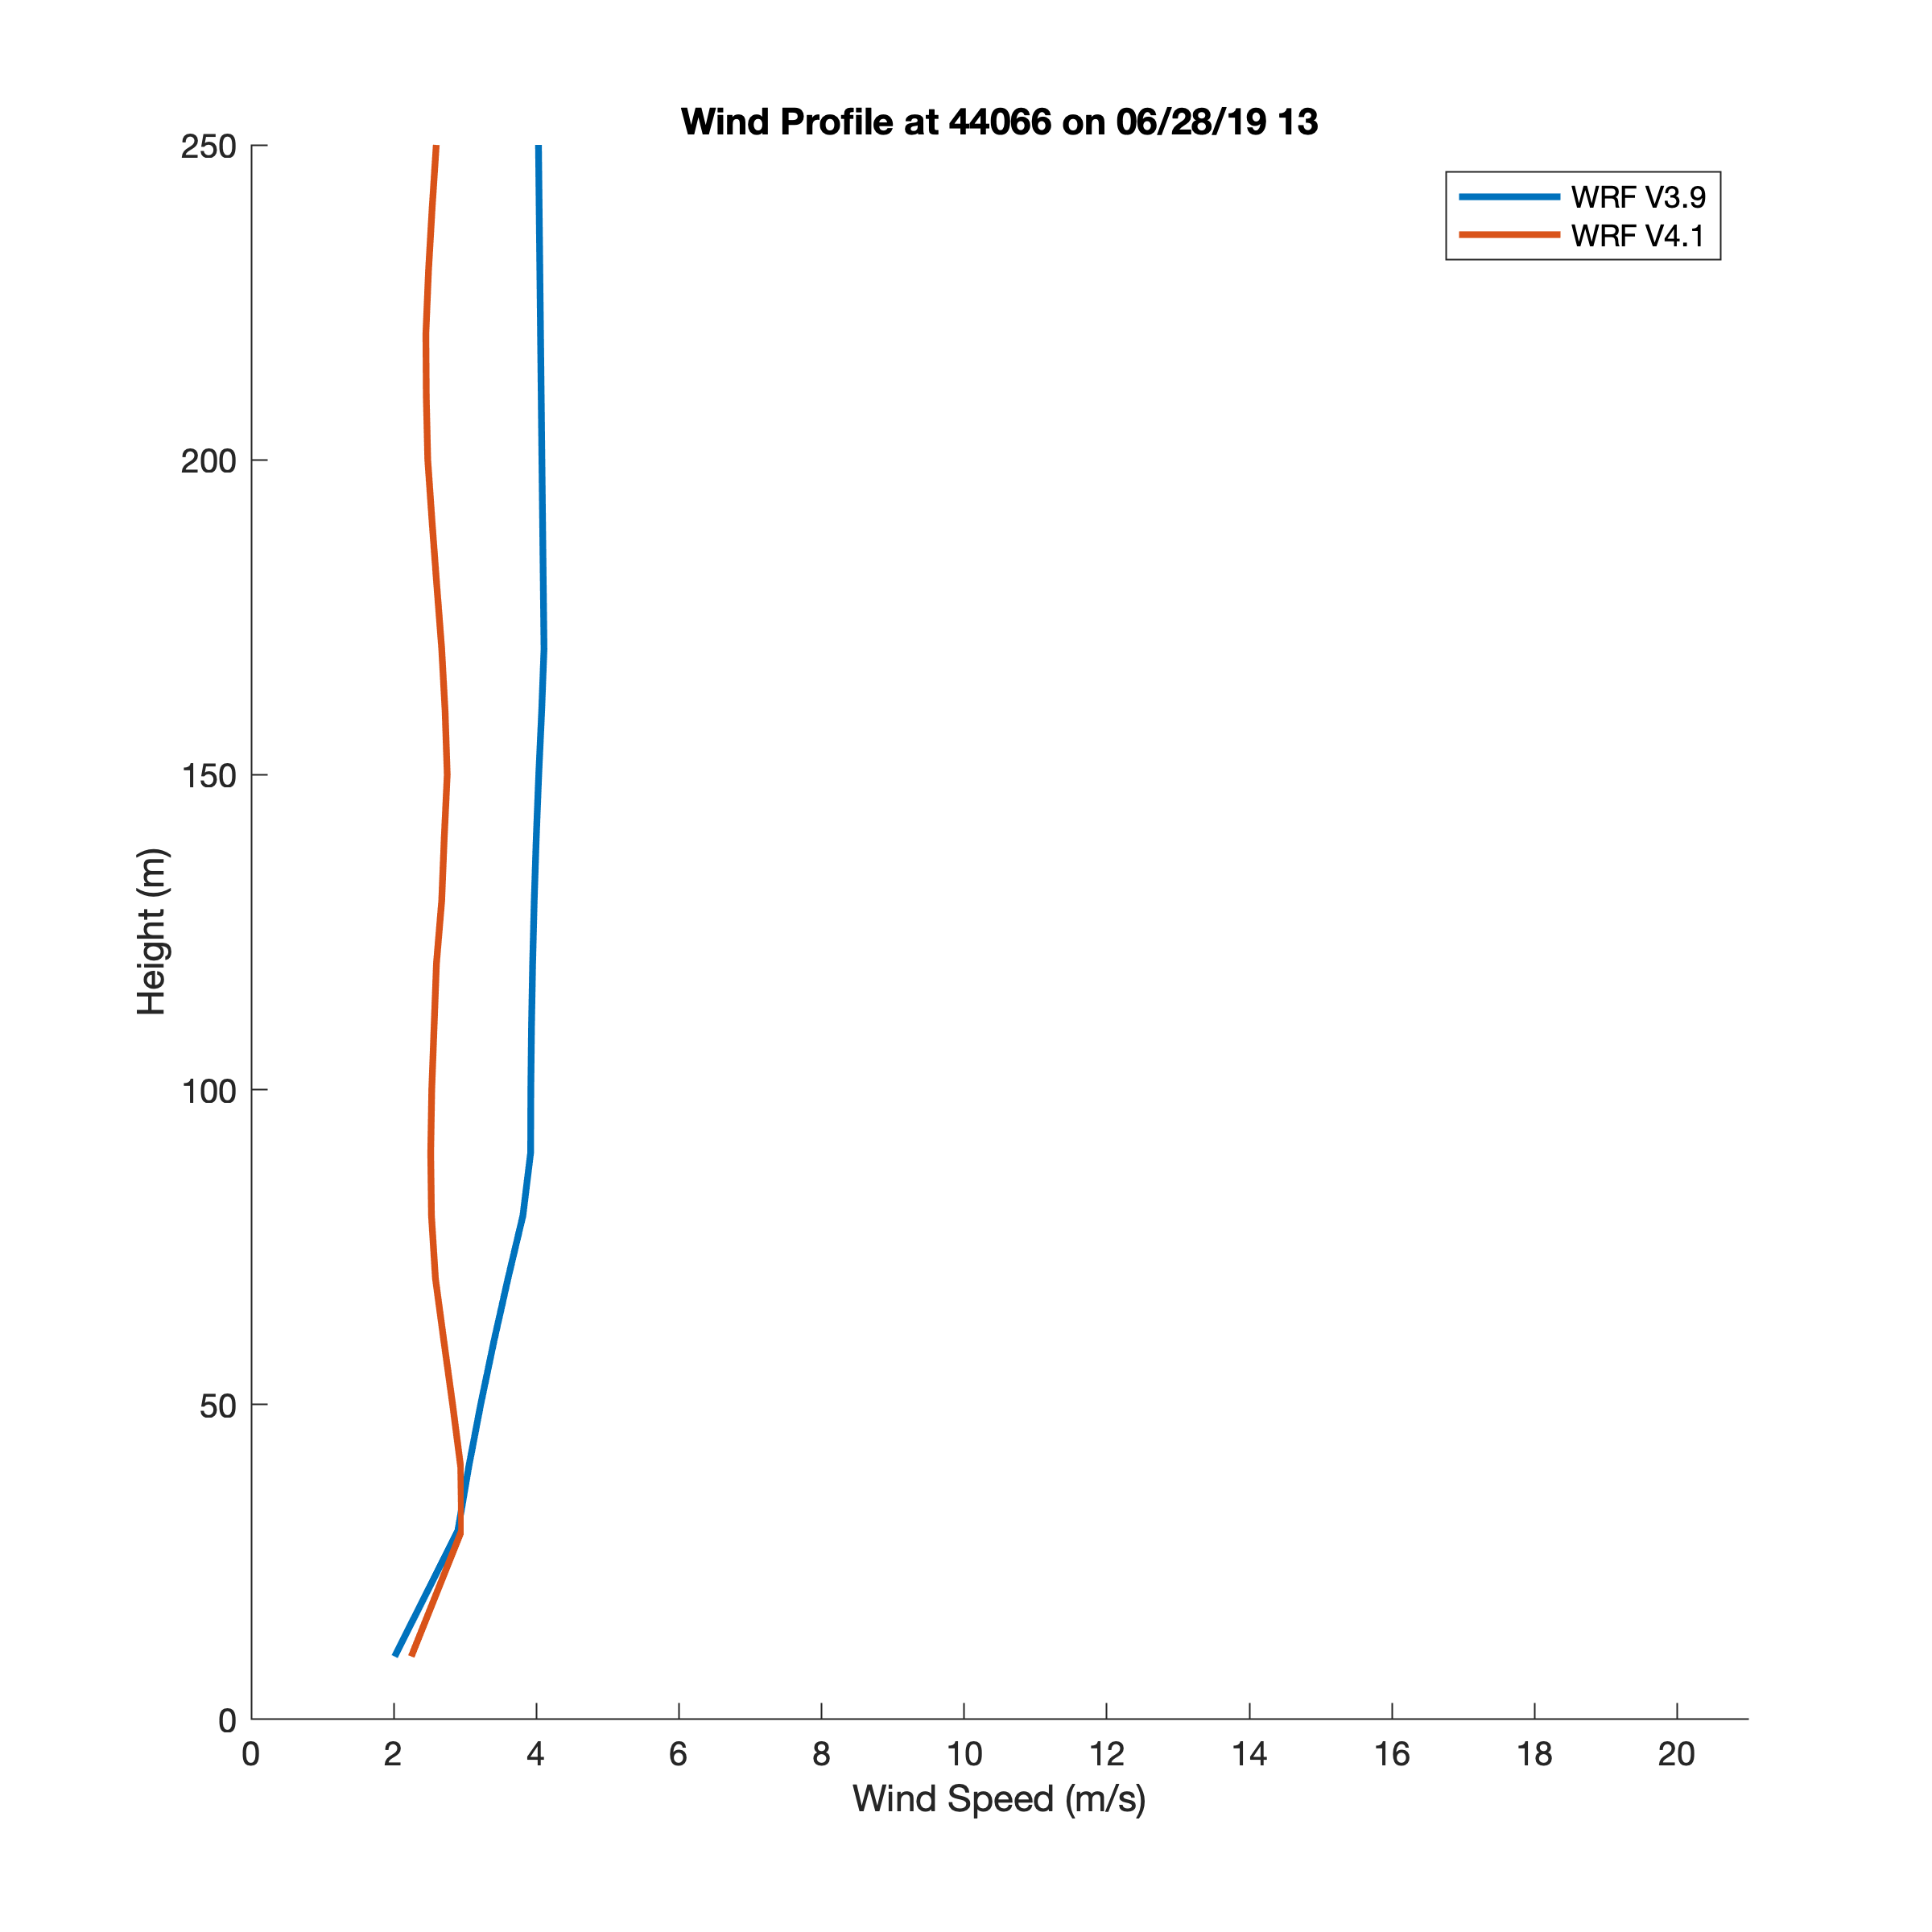 Wind Profile at 44066 on 06/28/19 13
WRF V3.9
WRF V4.1
250
200
150
100
50
0
Height (m)
0 2 4 6 8 10 12 14 16 18 20
Wind Speed (m/s)